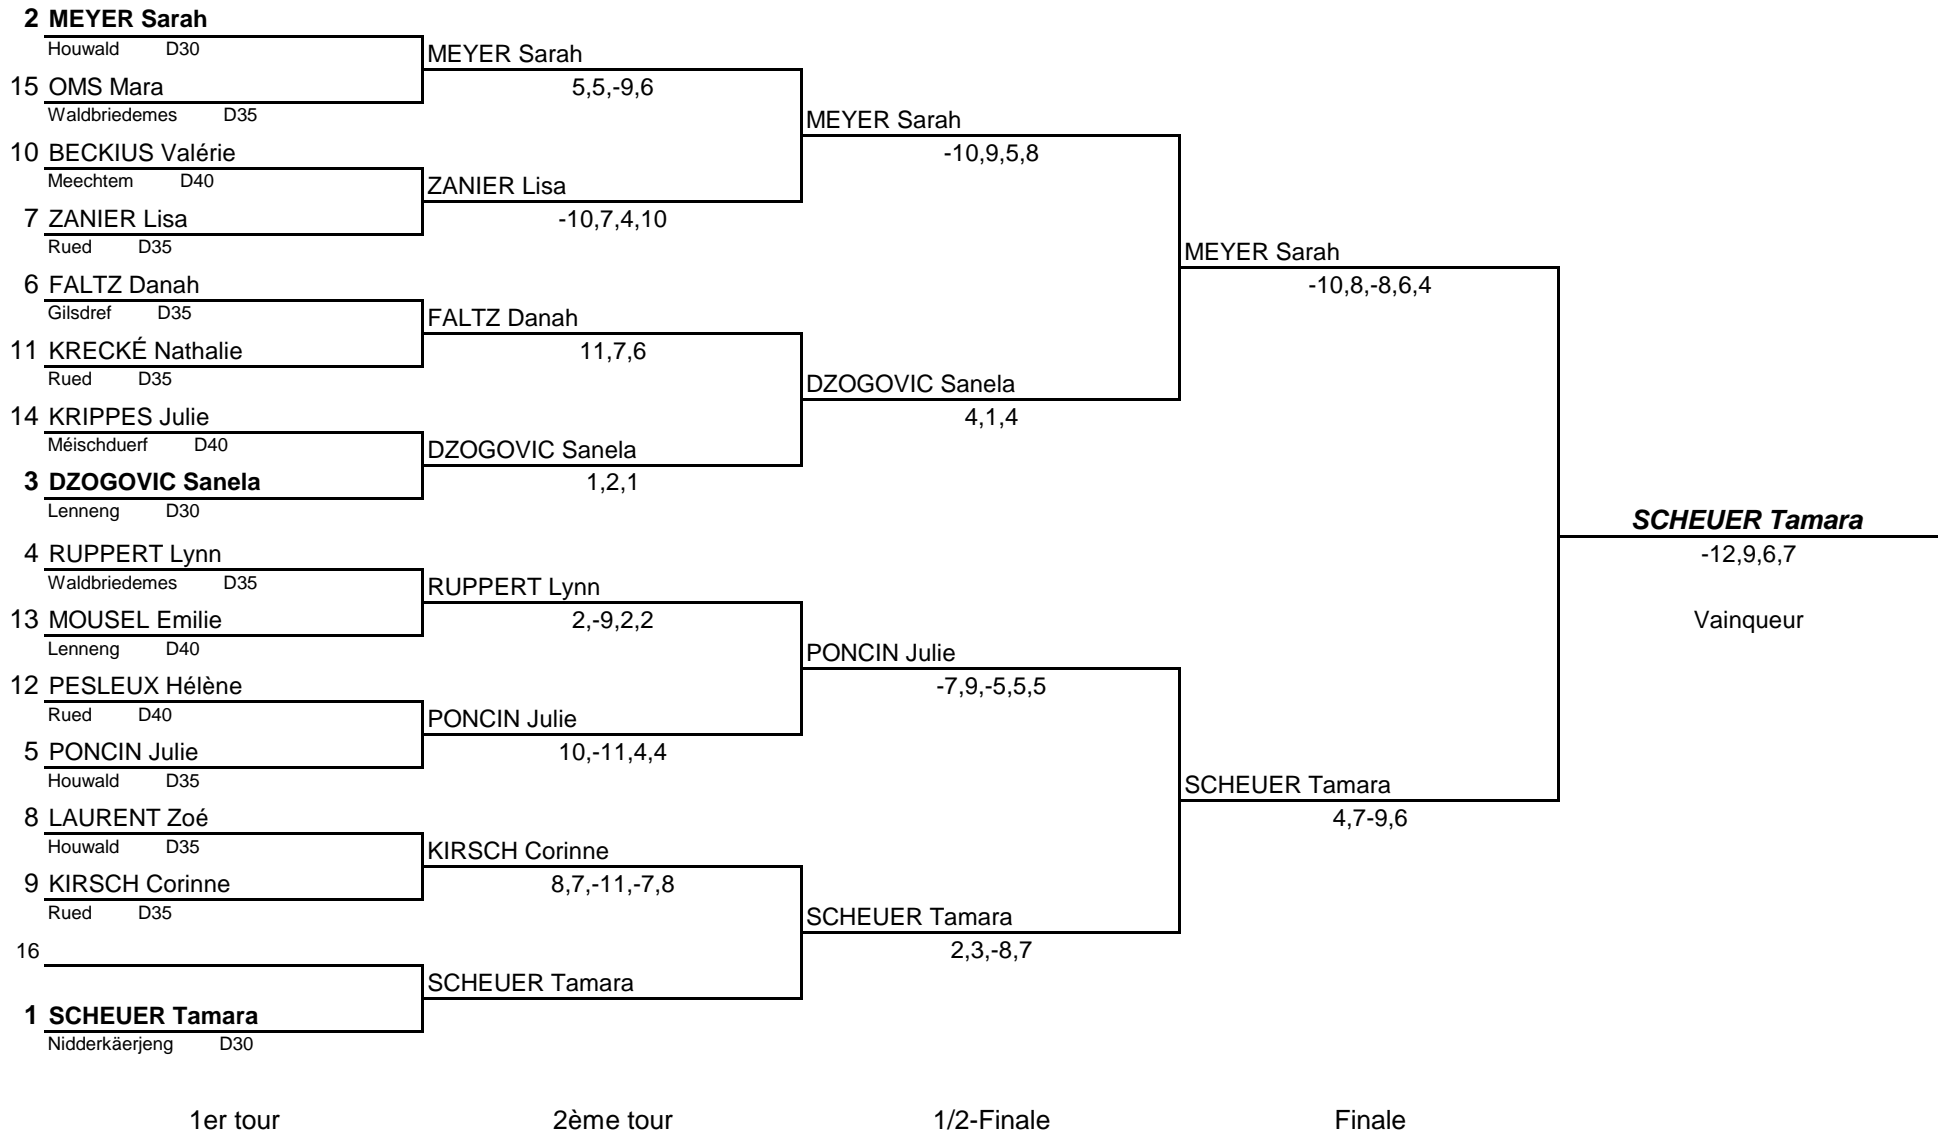 2 MEYER Sarah
Houwald D30
MEYER Sarah
15 OMS Mara
5,5,-9,6
Waldbriedemes D35
MEYER Sarah
10 BECKIUS Valérie
-10,9,5,8
Meechtem D40
ZANIER Lisa
7 ZANIER Lisa
-10,7,4,10
Rued D35
MEYER Sarah
6 FALTZ Danah
-10,8,-8,6,4
Gilsdref D35
FALTZ Danah
11 KRECKÉ Nathalie
11,7,6
Rued D35
DZOGOVIC Sanela
14 KRIPPES Julie
4,1,4
Méischduerf D40
DZOGOVIC Sanela
3 DZOGOVIC Sanela
1,2,1
Lenneng D30
SCHEUER Tamara
4 RUPPERT Lynn
-12,9,6,7
Waldbriedemes D35
RUPPERT Lynn
13 MOUSEL Emilie
2,-9,2,2
Vainqueur
Lenneng D40
PONCIN Julie
12 PESLEUX Hélène
-7,9,-5,5,5
Rued D40
PONCIN Julie
5 PONCIN Julie
10,-11,4,4
Houwald D35
SCHEUER Tamara
8 LAURENT Zoé
4,7-9,6
Houwald D35
KIRSCH Corinne
9 KIRSCH Corinne
8,7,-11,-7,8
Rued D35
SCHEUER Tamara
16
2,3,-8,7
SCHEUER Tamara
1 SCHEUER Tamara
Nidderkäerjeng D30
1er tour 2ème tour 1/2-Finale Finale